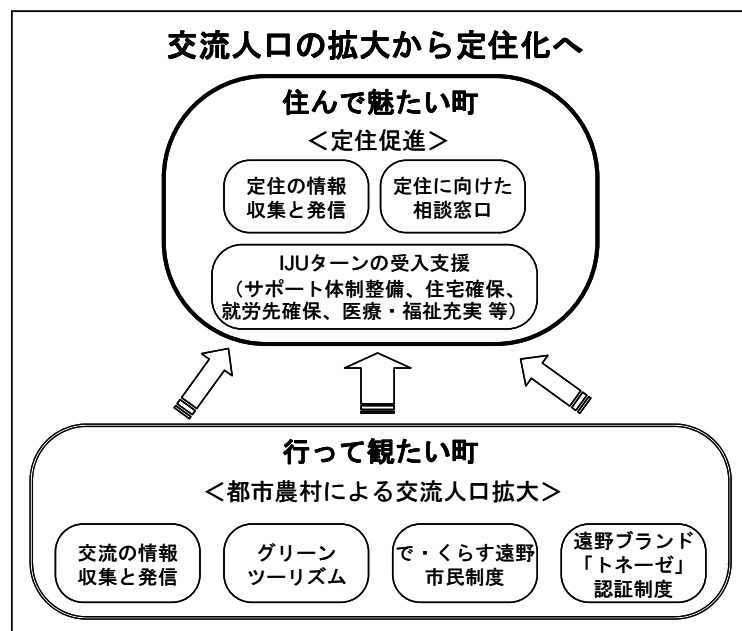 交流人口の拡大から定住化へ
住んで魅たい町
＜定住促進＞
定住の情報
収集と発信
定住に向けた
相談窓口
IJUターンの受入支援
（サポート体制整備、住宅確保、
就労先確保、医療・福祉充実 等）
行って観たい町
＜都市農村による交流人口拡大＞
交流の情報
収集と発信
グリーン
ツーリズム
で・くらす遠野
市民制度
遠野ブランド
「トネーゼ」
認証制度